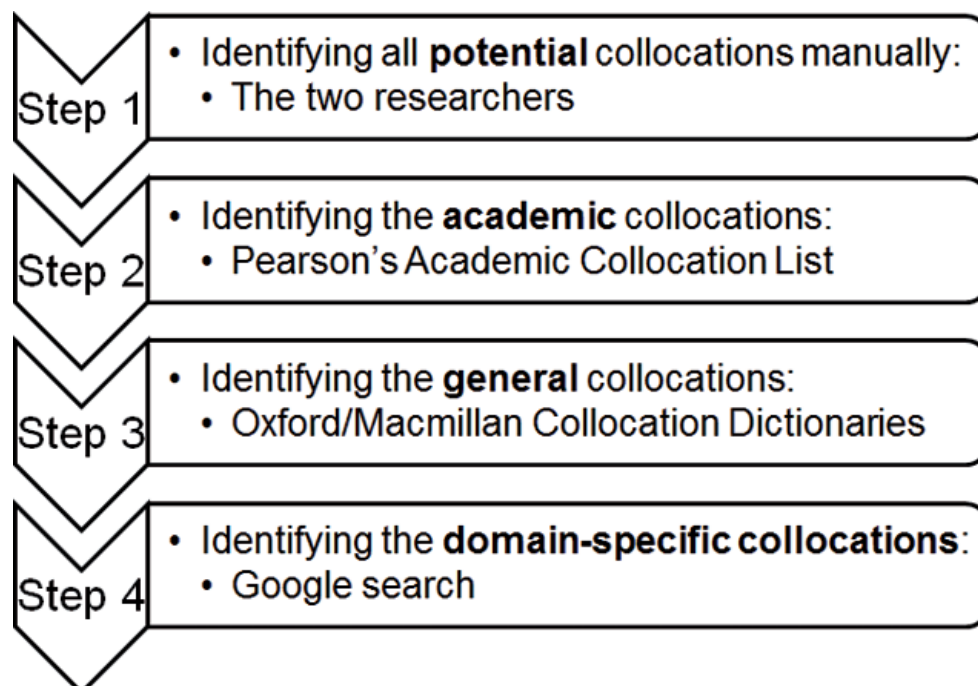 Step 1
• Identifying all potential collocations manually:
• The two researchers
Step 2
• Identifying the academic collocations:
• Pearson's Academic Collocation List
Step 3
• Identifying the general collocations:
• Oxford/Macmillan Collocation Dictionaries
Step 4
• Identifying the domain-specific collocations:
• Google search